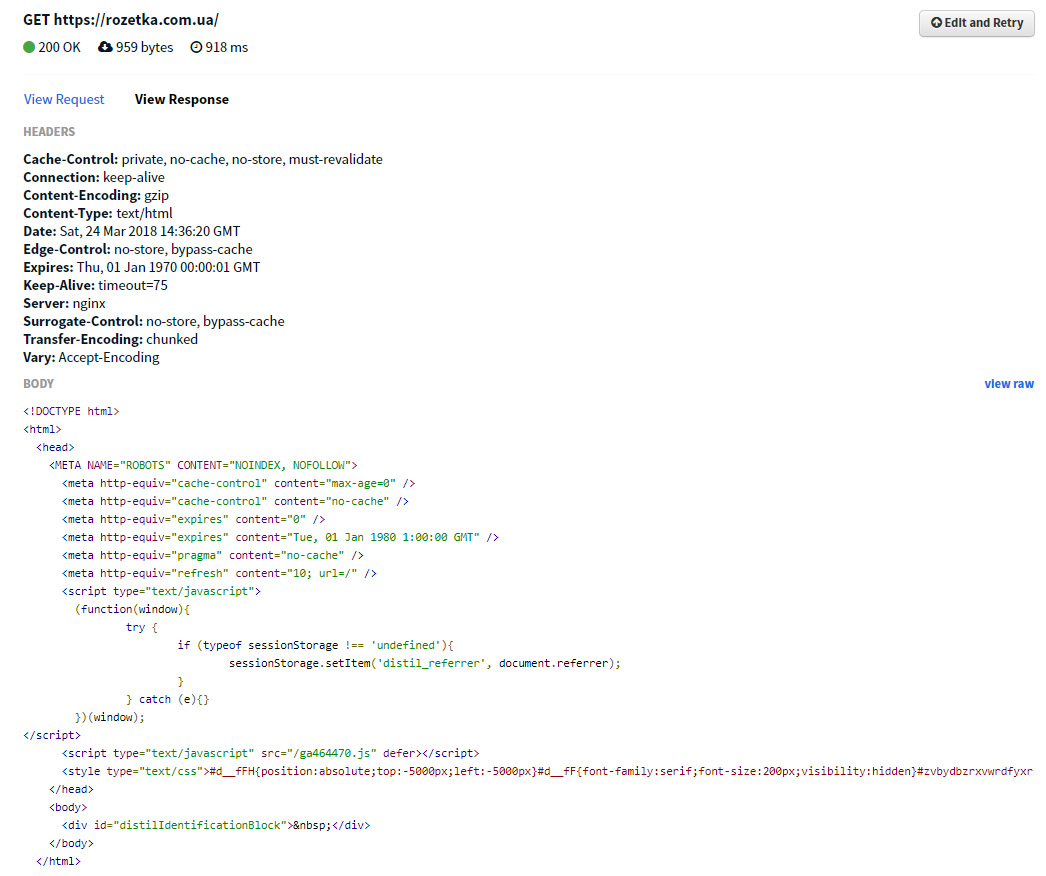 GET https://rozetka.com.ua/
Edit and Retry
200 OK 959 bytes 918 ms
View Request View Response
HEADERS
Cache-Control: private, no-cache, no-store, must-revalidate
Connection: keep-alive
Content-Encoding: gzip
Content-Type: text/html
Date: Sat, 24 Mar 2018 14:36:20 GMT
Edge-Control: no-store, bypass-cache
Expires: Thu, 01 Jan 1970 00:00:01 GMT
Keep-Alive: timeout=75
Server: nginx
Surrogate-Control: no-store, bypass-cache
Transfer-Encoding: chunked
Vary: Accept-Encoding
BODY
view raw
<!DOCTYPE html>
<html>
<head>
<META NAME="ROBOTS" CONTENT="NOINDEX, NOFOLLOW">
<meta http-equiv="cache-control" content="max-age=0" />
<meta http-equiv="cache-control" content="no-cache" />
<meta http-equiv="expires" content="0" />
<meta http-equiv="expires" content="Tue, 01 Jan 1980 1:00:00 GMT" />
<meta http-equiv="pragma" content="no-cache" />
<meta http-equiv="refresh" content="10; url=/" />
<script type="text/javascript">
(function(window){
try {
if (typeof sessionStorage !== 'undefined'){
sessionStorage.setItem('distil_referrer', document.referrer);
}
} catch (e){}
})(window);
</script>
<script type="text/javascript" src="/ga464470.js" defer></script>
<style type="text/css">#d__fFH{position:absolute;top:-5000px;left:-5000px}#d__fF{font-family:serif;font-size:200px;visibility:hidden}#zvbydbzrxvwrdfyxr
</head>
<body>
<div id="distilIdentificationBlock">&nbsp;</div>
</body>
</html>